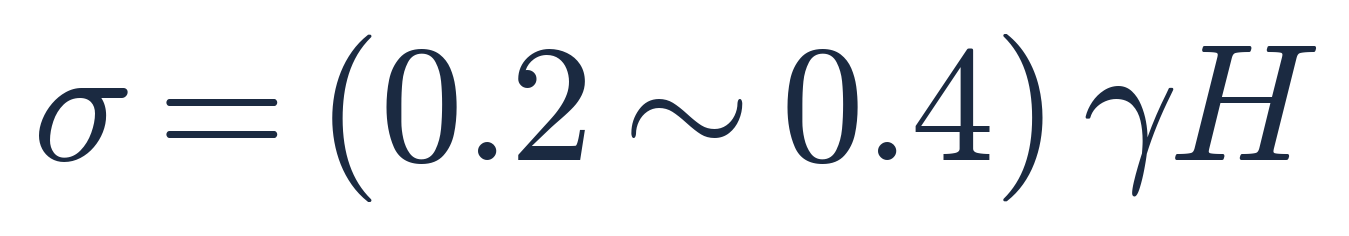 σ = (0.2 ∼ 0.4) γH